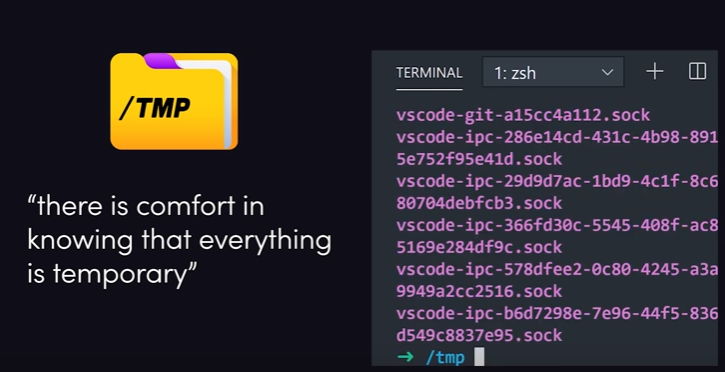 /TMP
“there is comfort in
knowing that everything
is temporary”
TERMINAL
1: zsh
vscode-git-a15cc4a112.sock
vscode-ipc-286e14cd-431c-4b98-891
5e752f95e41d.sock
vscode-ipc-29d9d7ac-1bd9-4c1f-8c6
80704debfcb3.sock
vscode-ipc-366fd30c-5545-408f-ac8
5169e284df9c.sock
vscode-ipc-578dfee2-0c80-4245-a3a
9949a2cc2516.sock
vscode-ipc-b6d7298e-7e96-44f5-836
d549c8837e95.sock
➜ /tmp